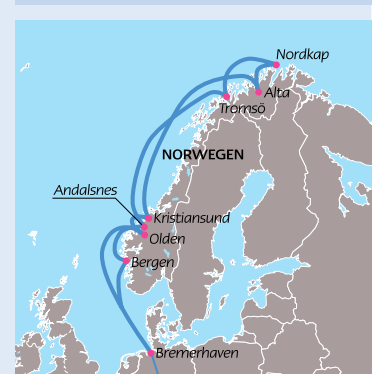 Nordkap
Alta
Tromsö
NORWEGEN
Andalsnes
Kristiansund
Olden
Bergen
Bremerhaven